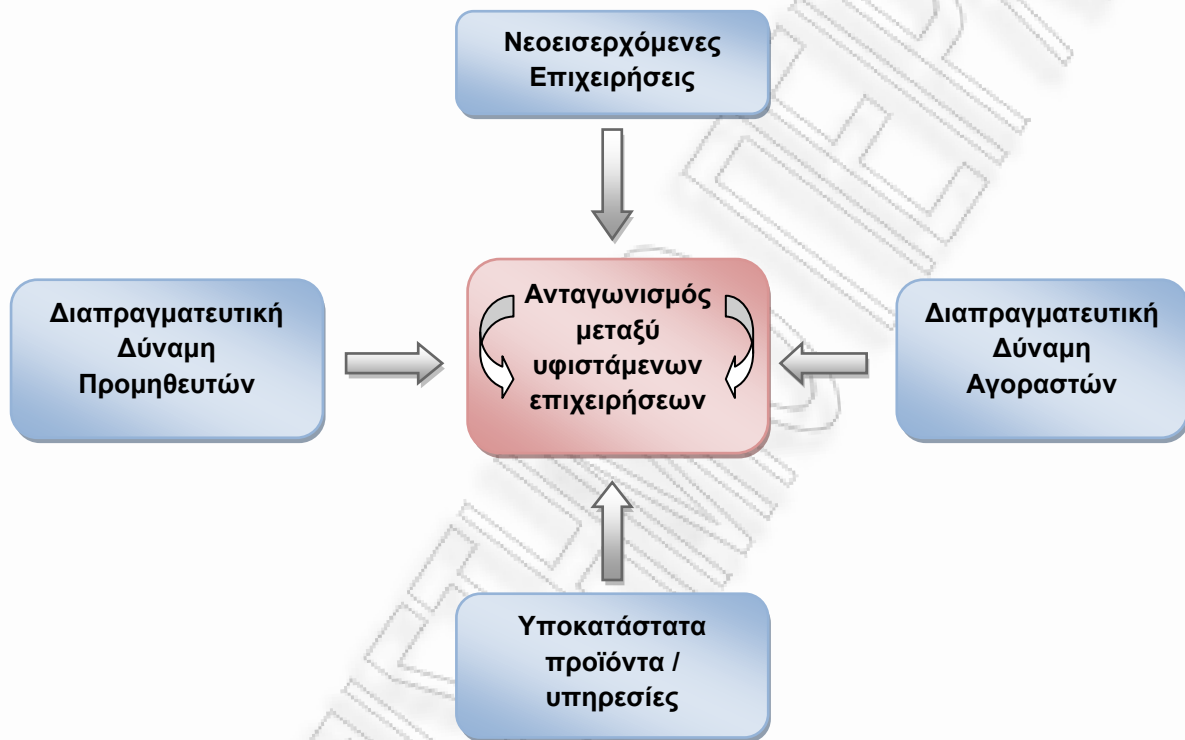 Νεοεισερχόμενες
Επιχειρήσεις
Διαπραγματευτική
Δύναμη
Προμηθευτών
Ανταγωνισμός
μεταξύ
υφιστάμενων
επιχειρήσεων
Διαπραγματευτική
Δύναμη
Αγοραστών
Υποκατάστατα
προϊόντα /
υπηρεσίες